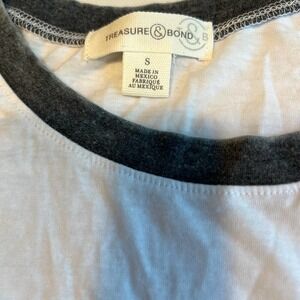 TREASURE & BOND
S
MADE IN
MEXICO
FABRIQUÉ
AU MEXIQUE